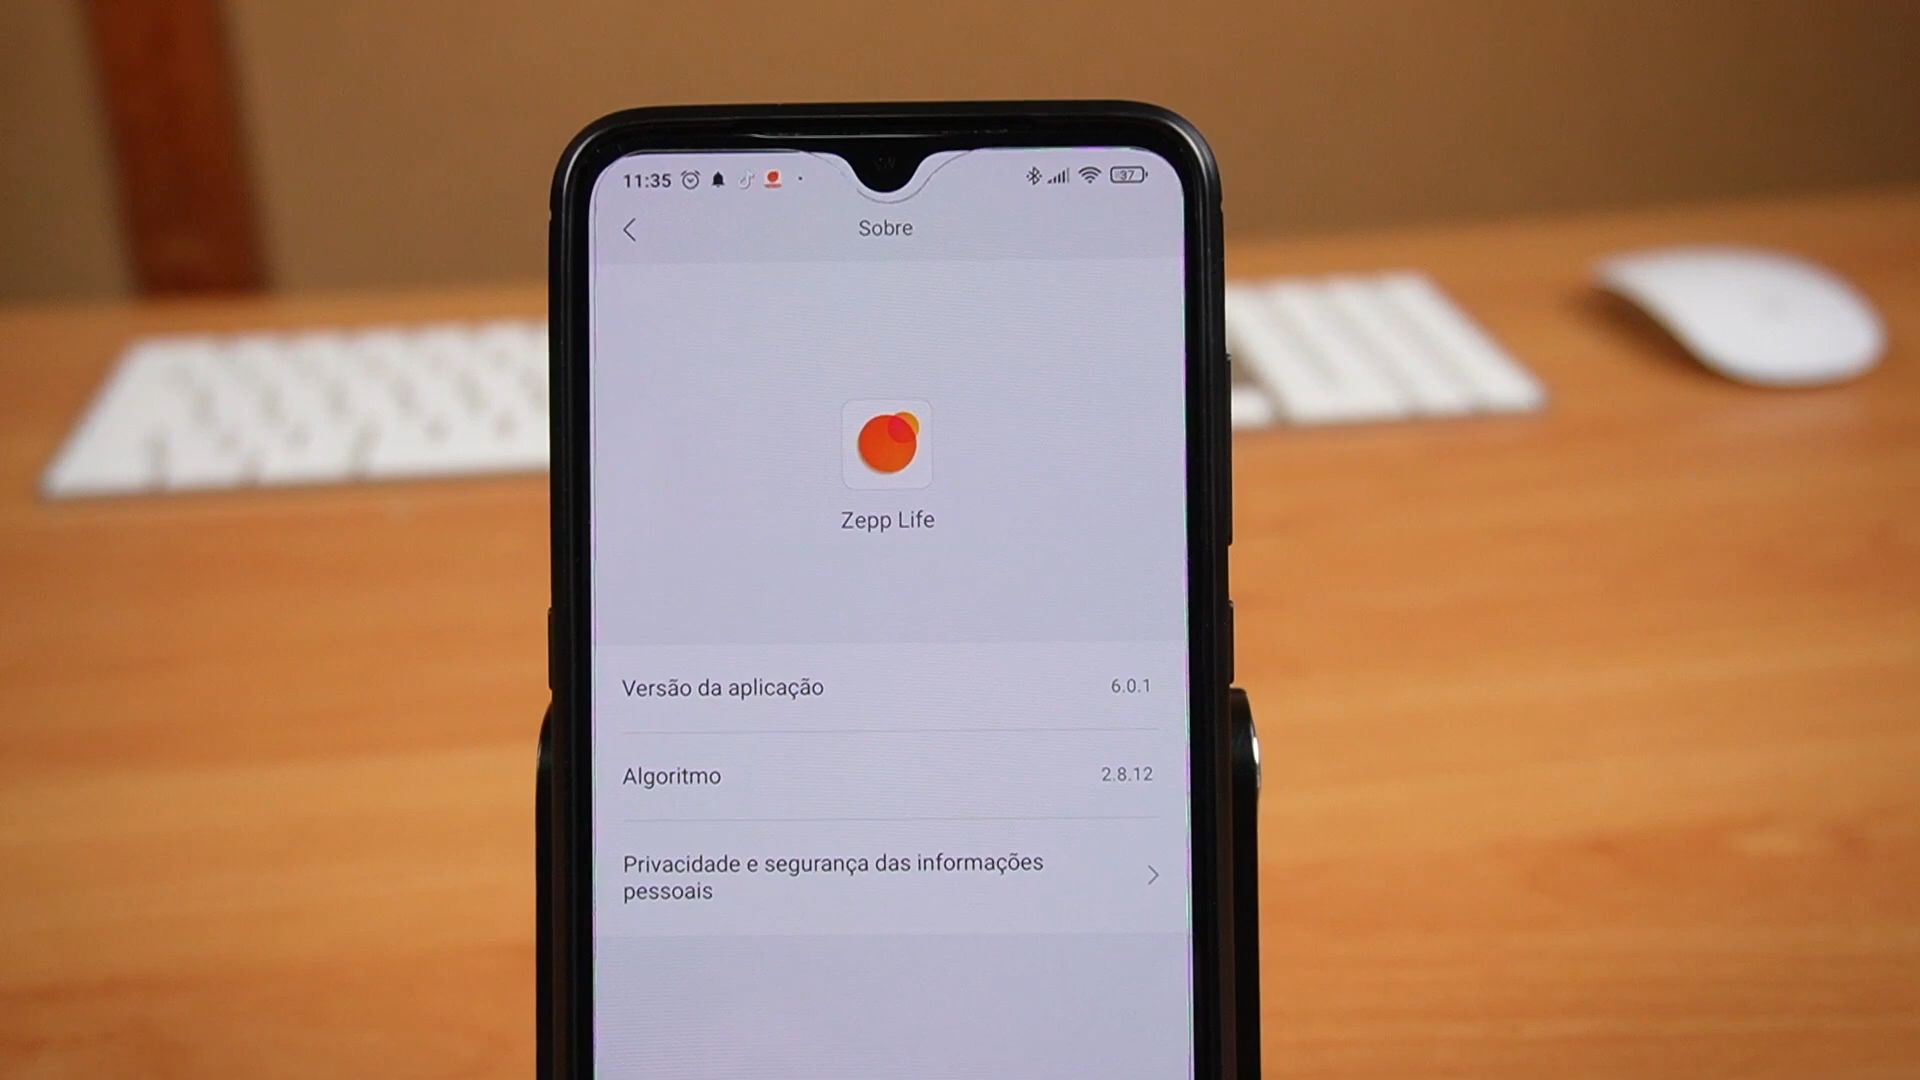 11:35
37
Sobre
Zepp Life
Versão da aplicação 6.0.1
Algoritmo 2.8.12
Privacidade e segurança das informações
pessoais